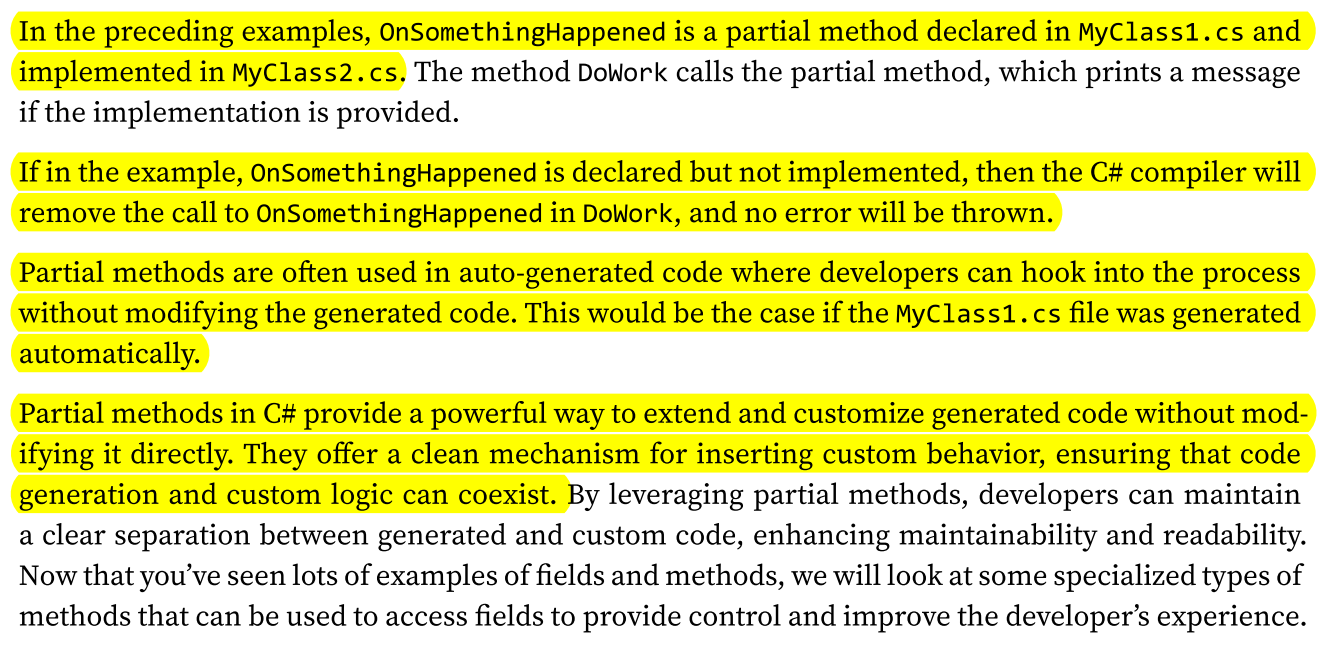 In the preceding examples, OnSomethingHappened is a partial method declared in MyClass1.cs and
implemented in MyClass2.cs. The method DoWork calls the partial method, which prints a message
if the implementation is provided.
If in the example, OnSomethingHappened is declared but not implemented, then the C# compiler will
remove the call to OnSomethingHappened in DoWork, and no error will be thrown.
Partial methods are often used in auto-generated code where developers can hook into the process
without modifying the generated code. This would be the case if the MyClass1.cs file was generated
automatically.
Partial methods in C# provide a powerful way to extend and customize generated code without mod-
ifying it directly. They offer a clean mechanism for inserting custom behavior, ensuring that code
generation and custom logic can coexist. By leveraging partial methods, developers can maintain
a clear separation between generated and custom code, enhancing maintainability and readability.
Now that you’ve seen lots of examples of fields and methods, we will look at some specialized types of
methods that can be used to access fields to provide control and improve the developer’s experience.